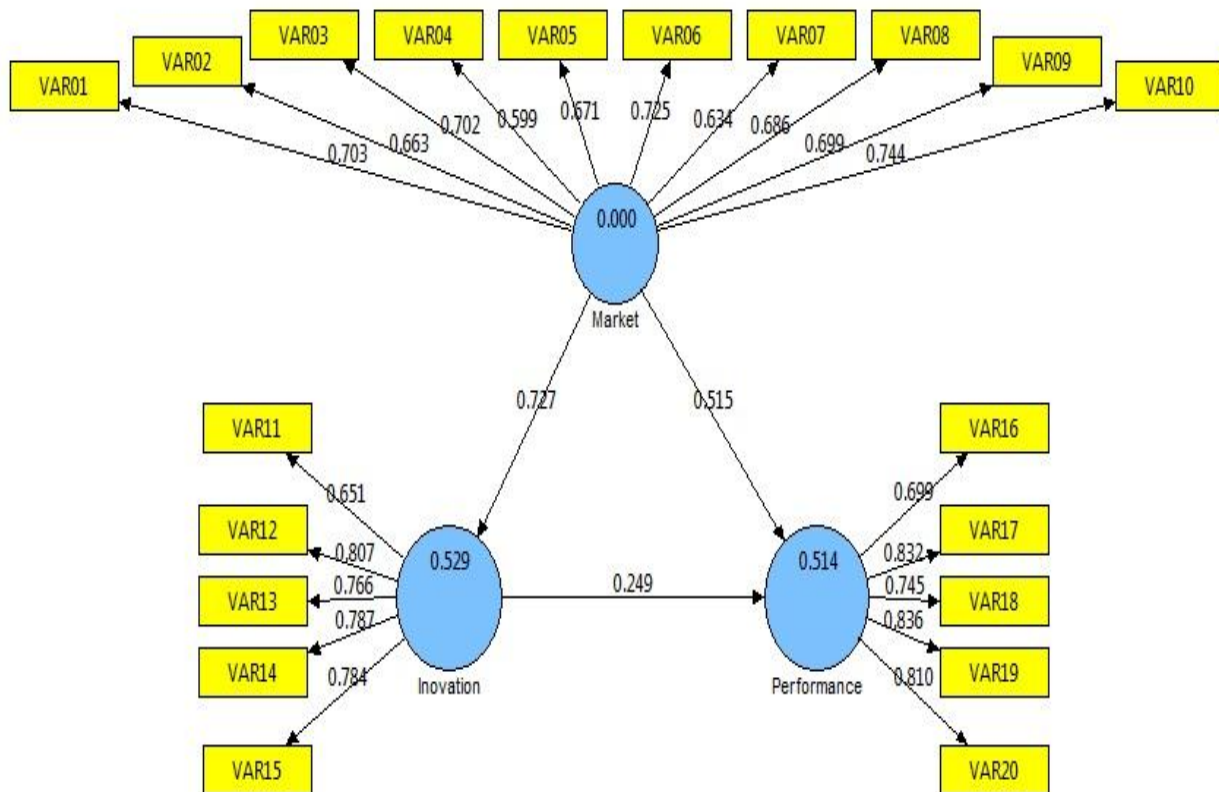 VAR01
VAR02
VAR03
VAR04
VAR05
VAR06
VAR07
VAR08
VAR09
VAR10
0.703
0.663
0.702
0.599
0.671
0.725
0.634
0.686
0.699
0.744
0.000
Market
0.727
0.515
VAR11
VAR12
VAR13
VAR14
VAR15
0.651
0.807
0.766
0.787
0.784
0.529
Inovation
0.249
0.514
Performance
0.699
0.832
0.745
0.836
0.810
VAR16
VAR17
VAR18
VAR19
VAR20